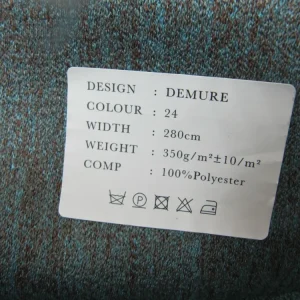 DESIGN : DEMURE
COLOUR : 24
WIDTH : 280cm
WEIGHT : 350g/m²±10/m²
COMP : 100%Polyester